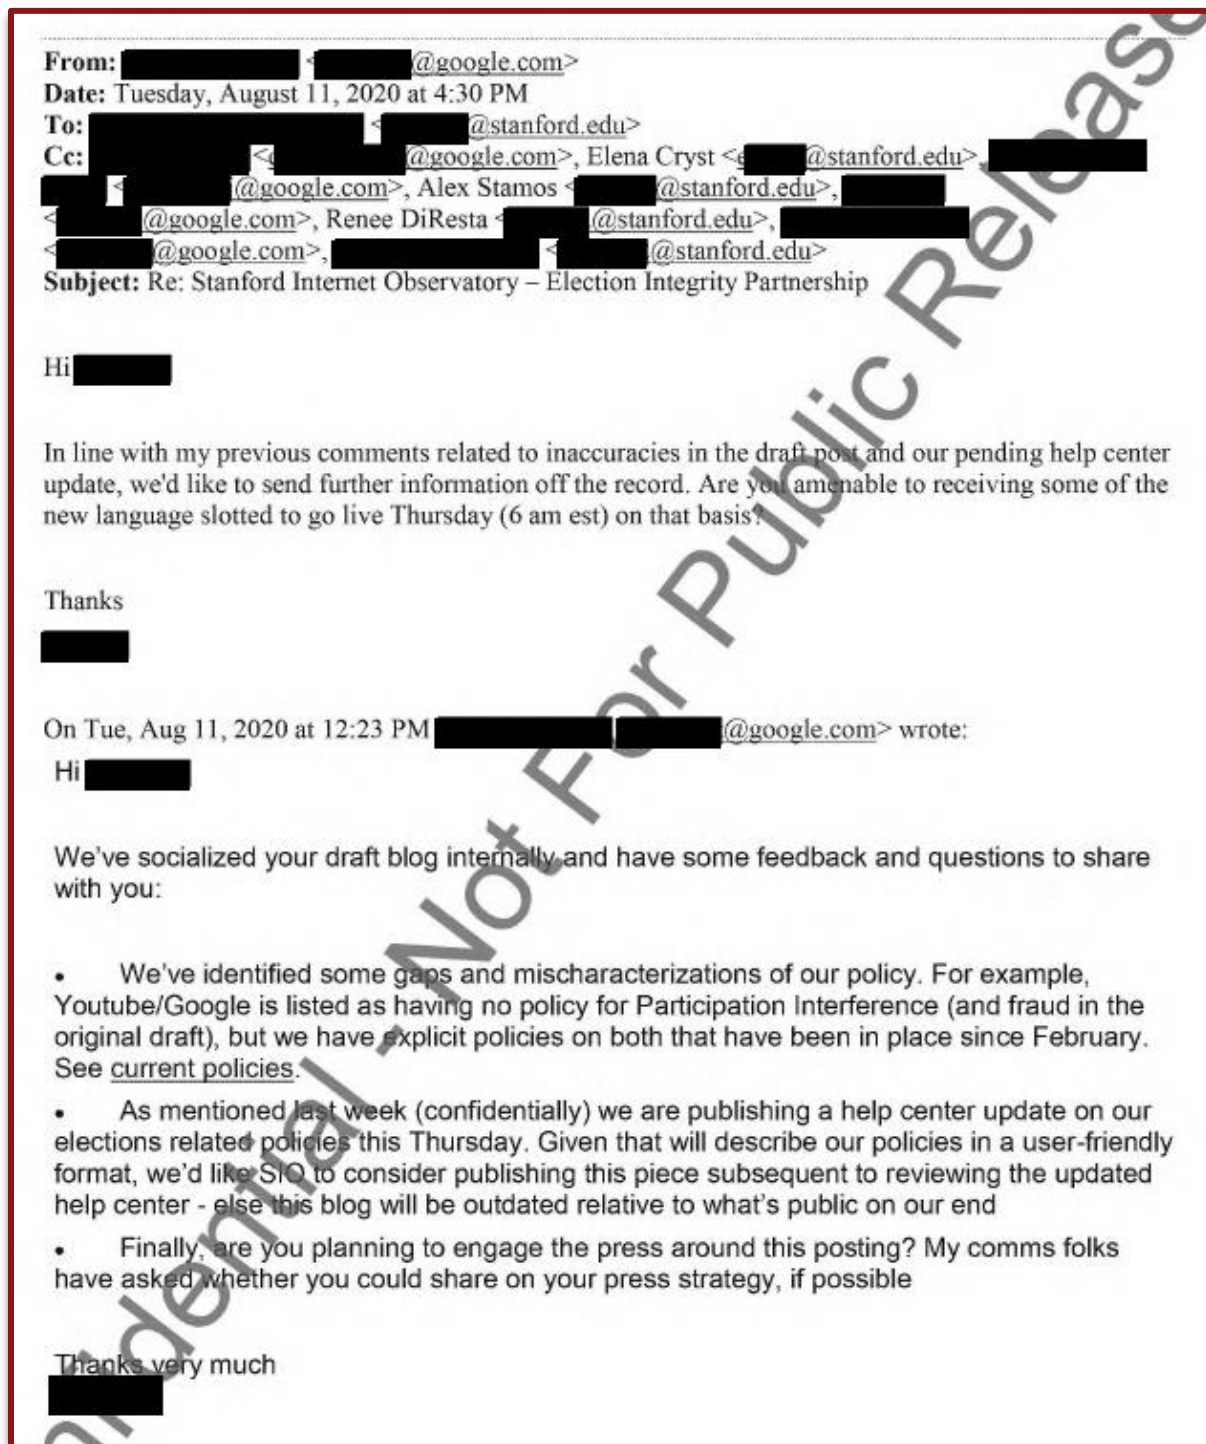 From: < @google.com>
Date: Tuesday, August 11, 2020 at 4:30 PM
To: < @stanford.edu>
Cc: < @google.com>, Elena Cryst < @stanford.edu>,
< @google.com>, Alex Stamos < @stanford.edu>,
< @google.com>, Renee DiResta < @stanford.edu>,
< @google.com>, < @stanford.edu>
Subject: Re: Stanford Internet Observatory – Election Integrity Partnership
Hi
In line with my previous comments related to inaccuracies in the draft post and our pending help center
update, we'd like to send further information off the record. Are you amenable to receiving some of the
new language slotted to go live Thursday (6 am est) on that basis?
Thanks
On Tue, Aug 11, 2020 at 12:23 PM @google.com> wrote:
Hi
We've socialized your draft blog internally and have some feedback and questions to share
with you:
• We've identified some gaps and mischaracterizations of our policy. For example,
Youtube/Google is listed as having no policy for Participation Interference (and fraud in the
original draft), but we have explicit policies on both that have been in place since February.
See current policies.
• As mentioned last week (confidentially) we are publishing a help center update on our
elections related policies this Thursday. Given that will describe our policies in a user-friendly
format, we'd like SIO to consider publishing this piece subsequent to reviewing the updated
help center - else this blog will be outdated relative to what's public on our end
• Finally, are you planning to engage the press around this posting? My comms folks
have asked whether you could share on your press strategy, if possible
Thanks very much
nfidential - Not For Public Release